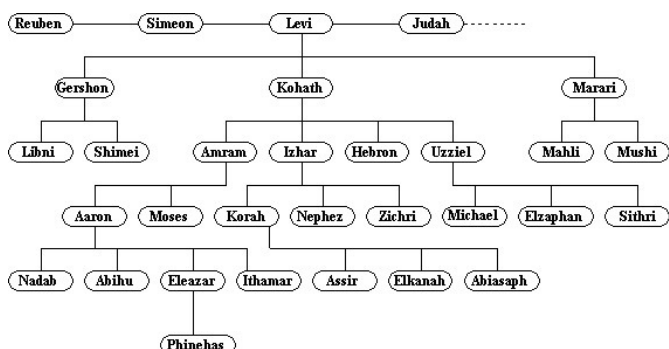 Reuben Simeon Levi Judah
Gershon Kohath Marari
Libni Shimei Amram Izhar Hebron Uzziel Mahli Mushi
Aaron Moses Korah Nephez Zichri Michael Elzaphan Sithri
Nadab Abihu Eleazar Ithamar Assir Elkanah Abiasaph
Phinehas